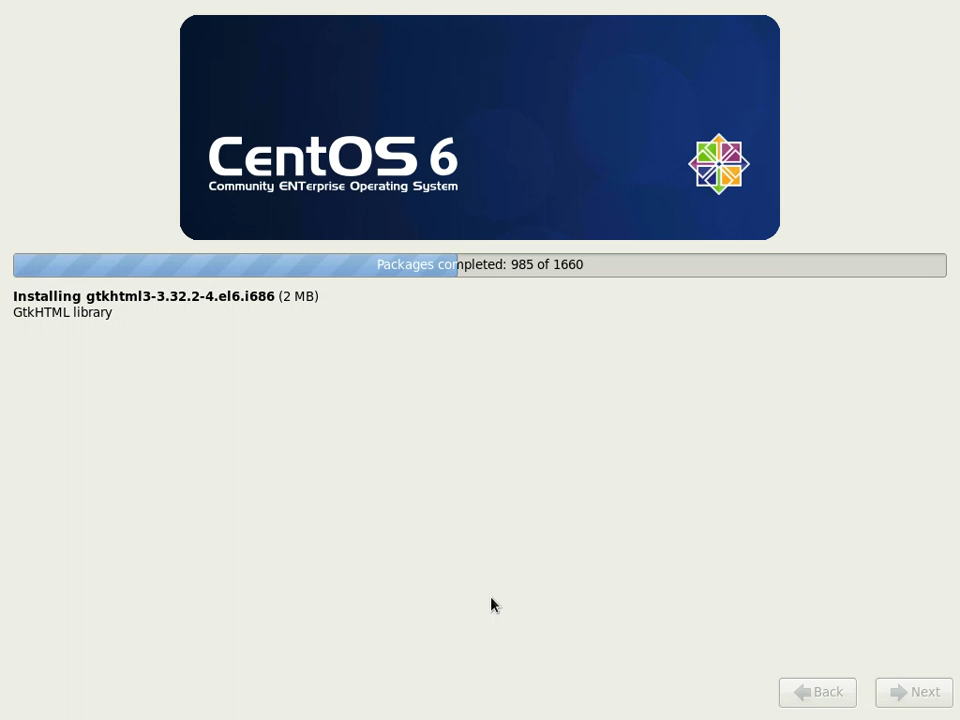 CentOS 6
Community ENTerprise Operating System
Packages completed: 985 of 1660
Installing gtkhtml3-3.32.2-4.el6.i686 (2 MB)
GtkHTML library
Back
Next